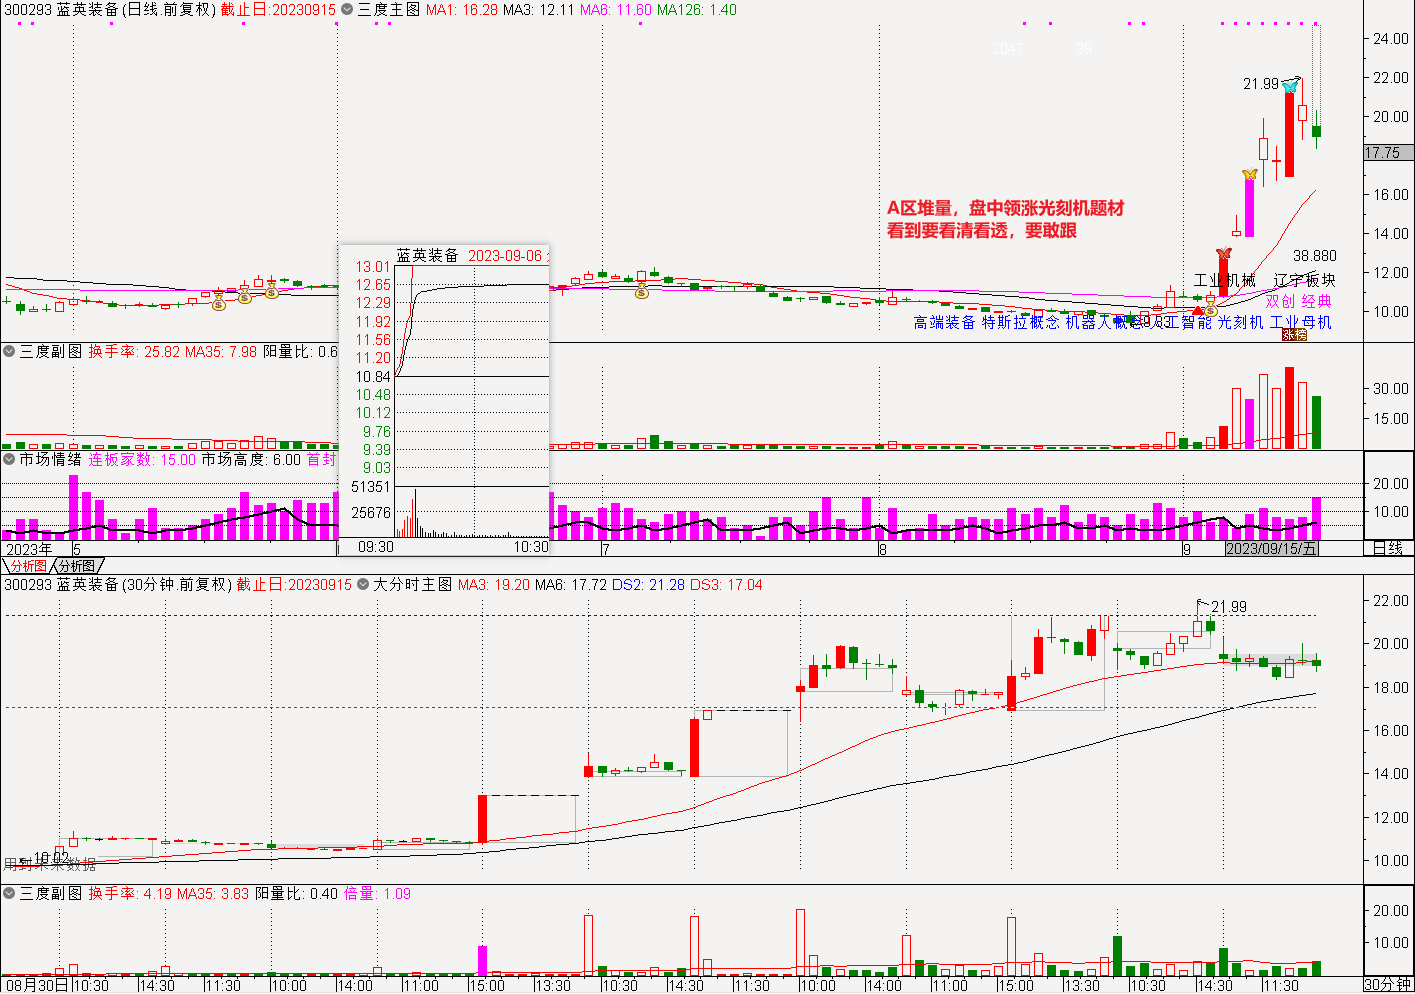 300293 蓝英装备(日线.前复权) 截止日:20230915 三度主图 MA1: 16.28 MA3: 12.11 MA6: 11.60 MA126: 1.40
2047 39
24.00
22.00
21.99
20.00
17.75
16.00
14.00
12.00
10.00
A区堆量，盘中领涨光刻机题材
看到要看清看透，要敢跟
38.880
工业机械 辽宁板块
双创 经典
高端装备 特斯拉概念 机器人概念 人工智能 光刻机 工业母机
涨榜
蓝英装备 2023-09-06
13.01
12.65
12.29
11.92
11.56
11.20
10.84
10.48
10.12
9.76
9.39
9.03
51351
25676
09:30 10:30
三度副图 换手率: 25.82 MA35: 7.98 阳量比: 0.6
30.00
15.00
市场情绪 连板家数: 15.00 市场高度: 6.00 首封
20.00
10.00
2023年 5 7 8 9 2023/09/15/五 日线
分析图 分析图
300293 蓝英装备(30分钟.前复权) 截止日:20230915 大分时主图 MA3: 19.20 MA6: 17.72 DS2: 21.28 DS3: 17.04
22.00
21.99
20.00
18.00
16.00
14.00
12.00
10.00
10.02
用到未来数据
三度副图 换手率: 4.19 MA35: 3.83 阳量比: 0.40 倍量: 1.09
20.00
10.00
08月30日 10:30 14:30 11:30 10:00 14:00 11:00 15:00 13:30 10:30 14:30 11:30 10:00 14:00 11:00 15:00 13:30 10:30 14:30 11:30 30分钟